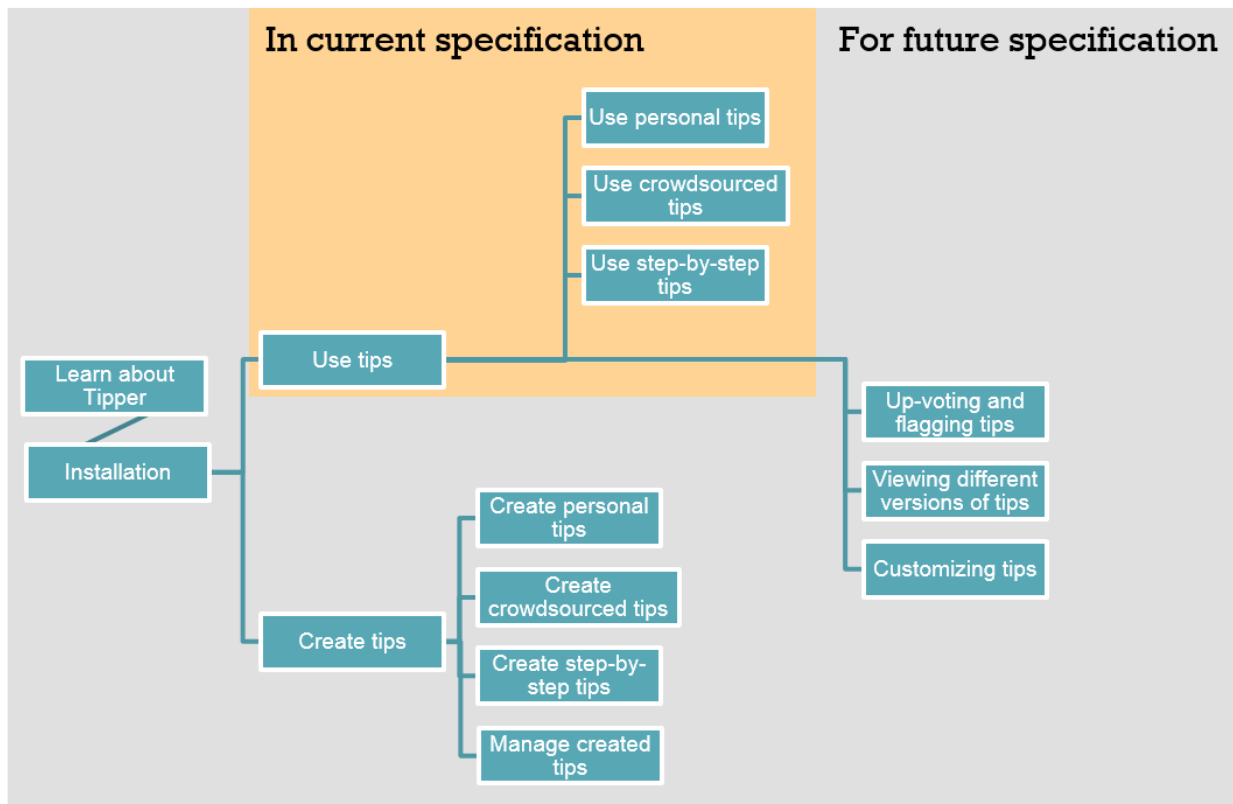 In current specification
For future specification
Use personal tips
Use crowdsourced
tips
Use step-by-step
tips
Use tips
Learn about
Tipper
Installation
Up-voting and
flagging tips
Viewing different
versions of tips
Customizing tips
Create personal
tips
Create
crowdsourced tips
Create tips
Create step-by-
step tips
Manage created
tips